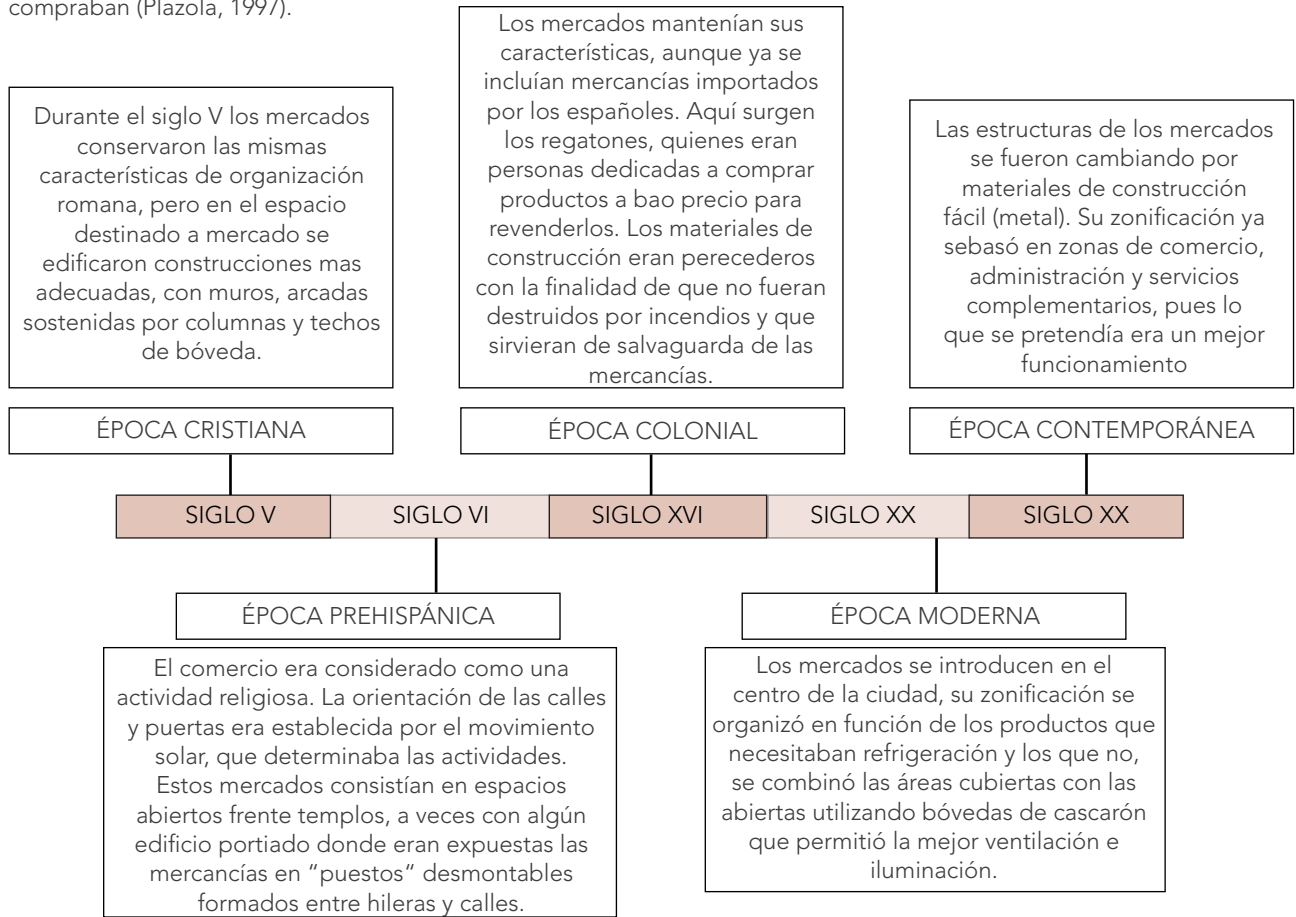 compraban (Plazola, 1997).
Durante el siglo V los mercados
conservaron las mismas
características de organización
romana, pero en el espacio
destinado a mercado se
edificaron construcciones mas
adecuadas, con muros, arcadas
sostenidas por columnas y techos
de bóveda.
ÉPOCA CRISTIANA
Los mercados mantenían sus
características, aunque ya se
incluían mercancías importados
por los españoles. Aquí surgen
los regatones, quienes eran
personas dedicadas a comprar
productos a bao precio para
revenderlos. Los materiales de
construcción eran perecederos
con la finalidad de que no fueran
destruidos por incendios y que
sirvieran de salvaguarda de las
mercancías.
ÉPOCA COLONIAL
Las estructuras de los mercados
se fueron cambiando por
materiales de construcción
fácil (metal). Su zonificación ya
sebasó en zonas de comercio,
administración y servicios
complementarios, pues lo
que se pretendía era un mejor
funcionamiento
ÉPOCA CONTEMPORÁNEA
SIGLO V
SIGLO VI
SIGLO XVI
SIGLO XX
SIGLO XX
ÉPOCA PREHISPÁNICA
El comercio era considerado como una
actividad religiosa. La orientación de las calles
y puertas era establecida por el movimiento
solar, que determinaba las actividades.
Estos mercados consistían en espacios
abiertos frente templos, a veces con algún
edificio portiado donde eran expuestas las
mercancías en “puestos” desmontables
formados entre hileras y calles.
ÉPOCA MODERNA
Los mercados se introducen en el
centro de la ciudad, su zonificación se
organizó en función de los productos que
necesitaban refrigeración y los que no,
se combinó las áreas cubiertas con las
abiertas utilizando bóvedas de cascarón
que permitió la mejor ventilación e
iluminación.